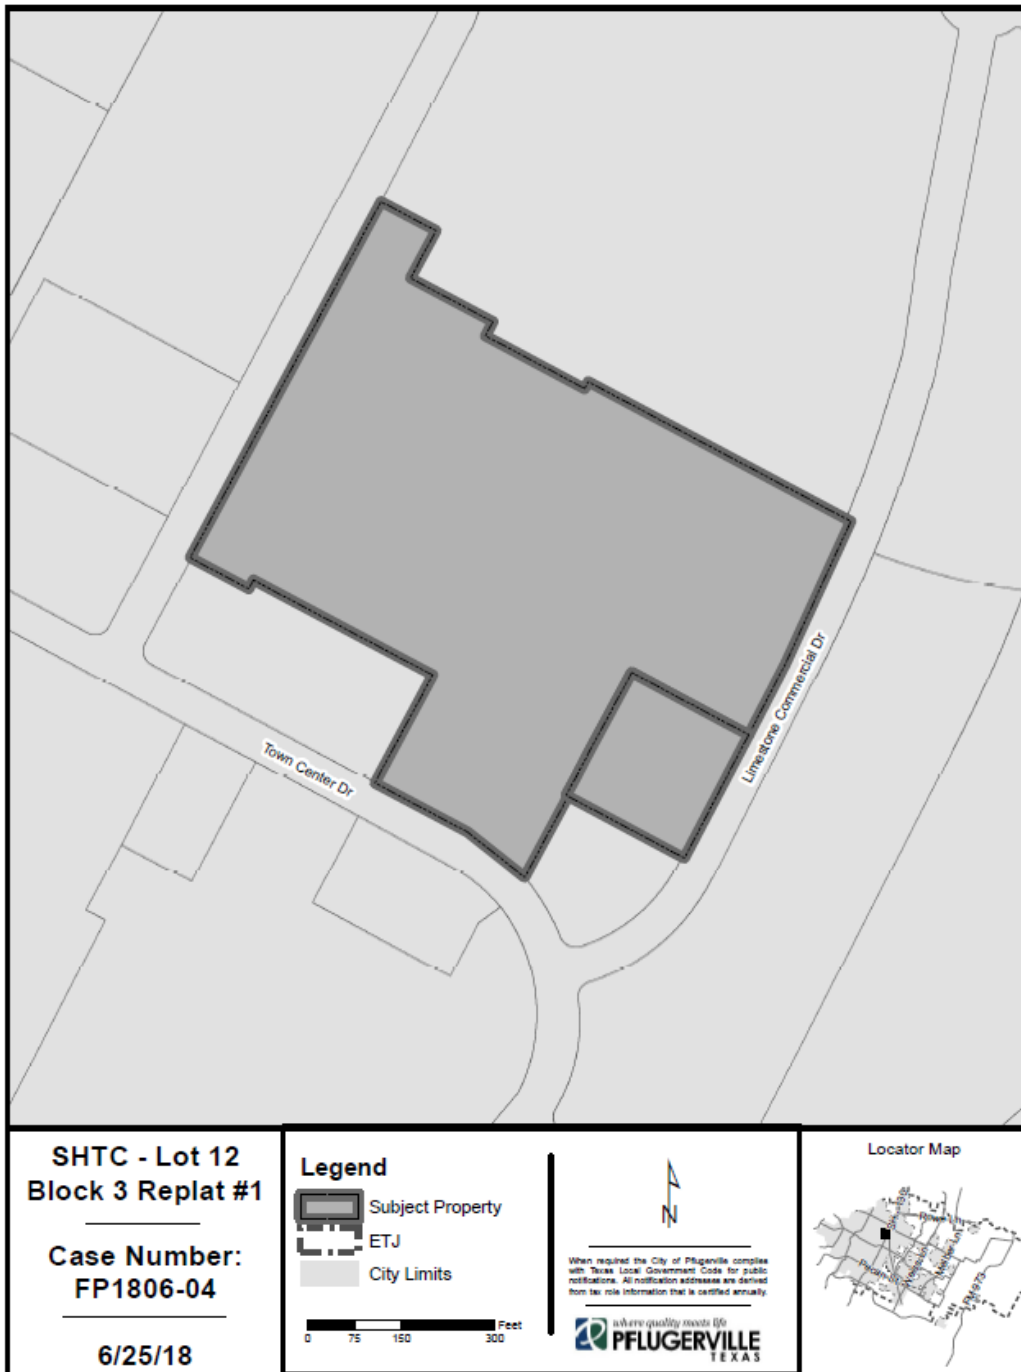 Town Center Dr
Limestone Commercial Dr
SHTC - Lot 12
Block 3 Replat #1
Case Number:
FP1806-04
6/25/18
Legend
Subject Property
ETJ
City Limits
Feet
0 75 150 300
N
When required the City of Pflugerville complies
with Texas Local Government Code for public
notifications. All notification addresses are derived
from tax role information that is certified annually.
where quality meets life
PFLUGERVILLE
TEXAS
Locator Map